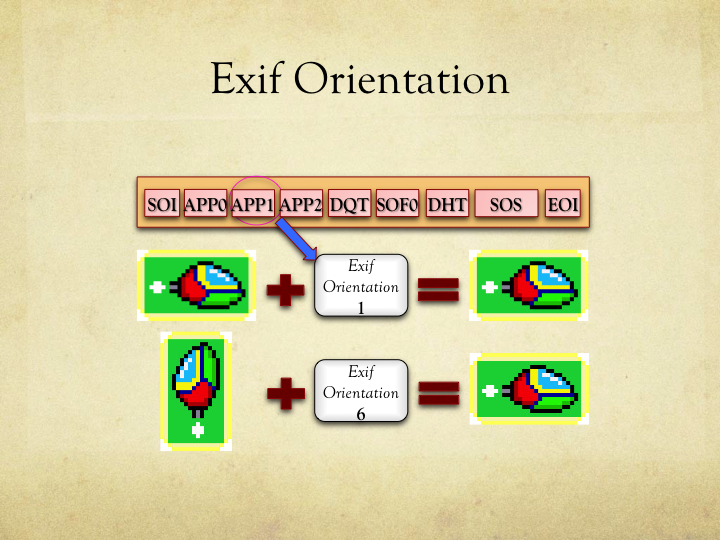 Exif Orientation
SOI APP0 APP1 APP2 DQT SOF0 DHT SOS EOI
Exif
Orientation
1
Exif
Orientation
6